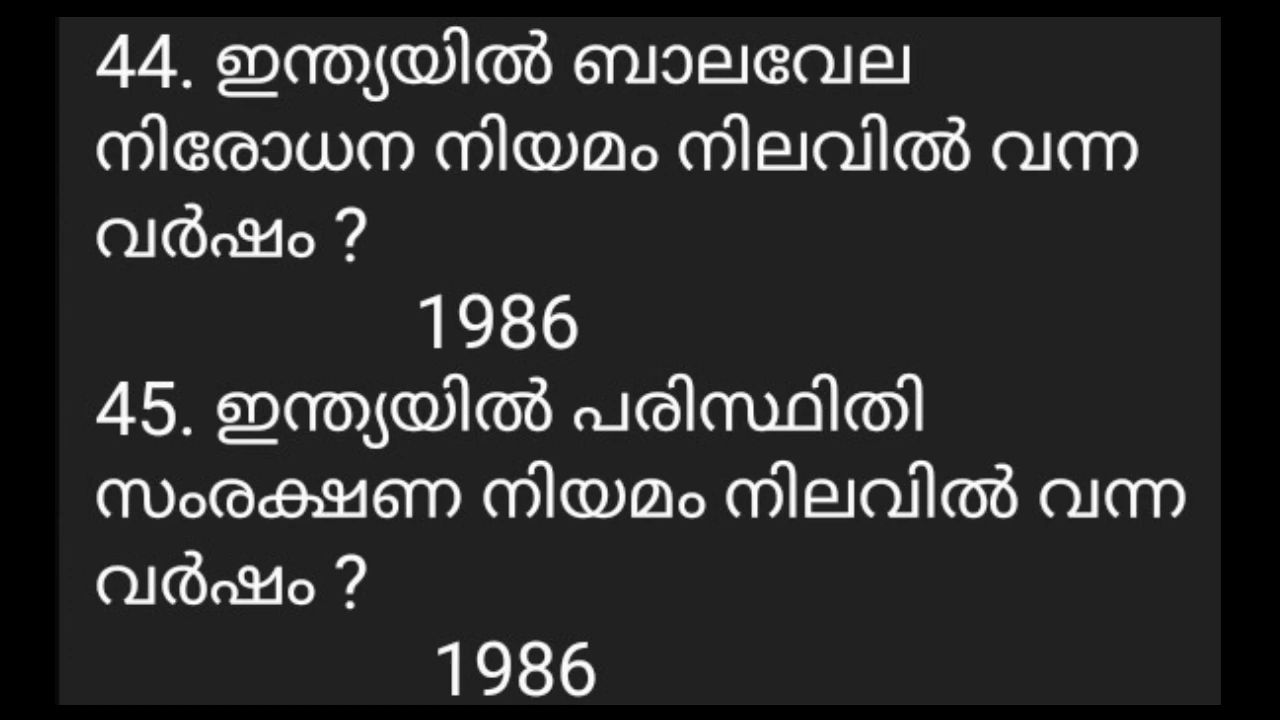 44. ഇന്ത്യയിൽ ബാലവേല
നിരോധന നിയമം നിലവിൽ വന്ന
വർഷം ?
1986
45. ഇന്ത്യയിൽ പരിസ്ഥിതി
സംരക്ഷണ നിയമം നിലവിൽ വന്ന
വർഷം ?
1986